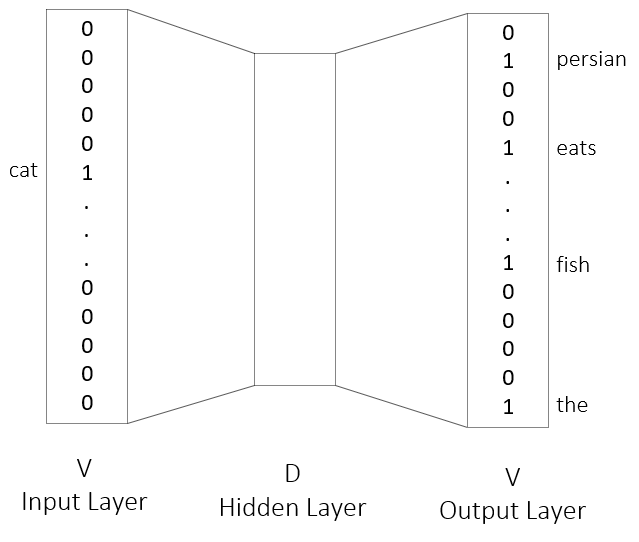 0
0
0
0
0
cat 1
.
.
.
0
0
0
0
0
V
Input Layer
D
Hidden Layer
0
1 persian
0
0
1 eats
.
.
.
1 fish
0
0
0
0
1 the
V
Output Layer